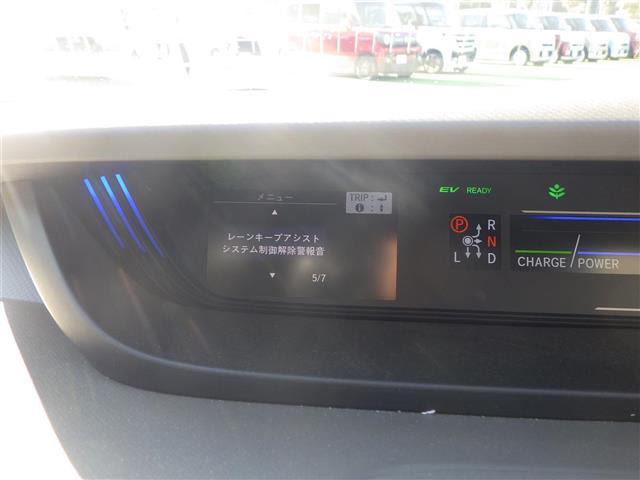 メニュー
TRIP:
:
▲
レーンキープアシスト
システム制御解除警報音
▼
5/7
EV READY
P R
N
L D
CHARGE/POWER